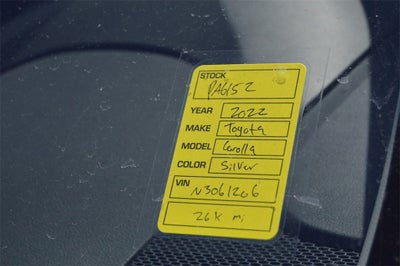 STOCK PA6152
YEAR 2022
MAKE Toyota
MODEL Corolla
COLOR Silver
VIN N3061206
26K mi